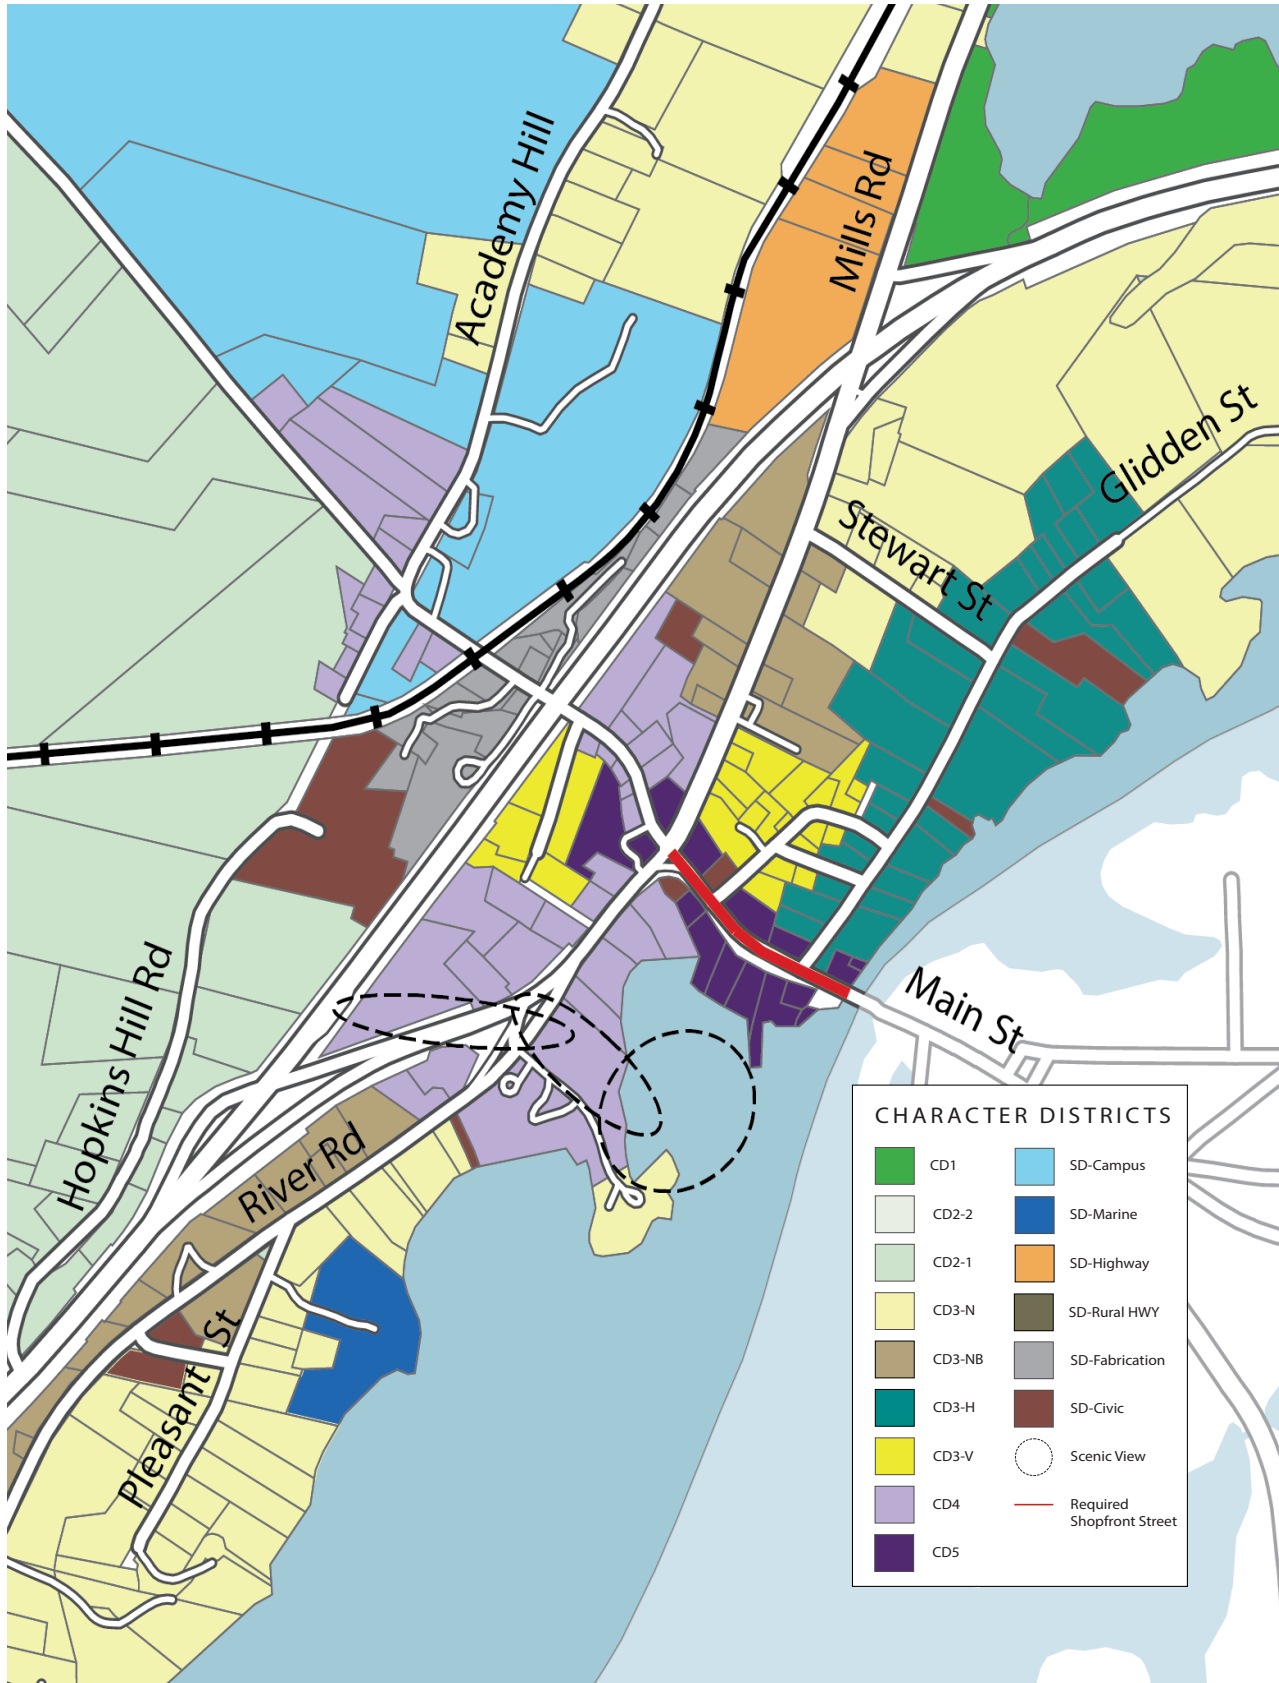 Academy Hill
Mills Rd
Glidden St
Stewart St
Main St
Hopkins Hill Rd
River Rd
Pleasant St
CHARACTER DISTRICTS
CD1
CD2-2
CD2-1
CD3-N
CD3-NB
CD3-H
CD3-V
CD4
CD5
SD-Campus
SD-Marine
SD-Highway
SD-Rural HWY
SD-Fabrication
SD-Civic
Scenic View
Required
Shopfront Street